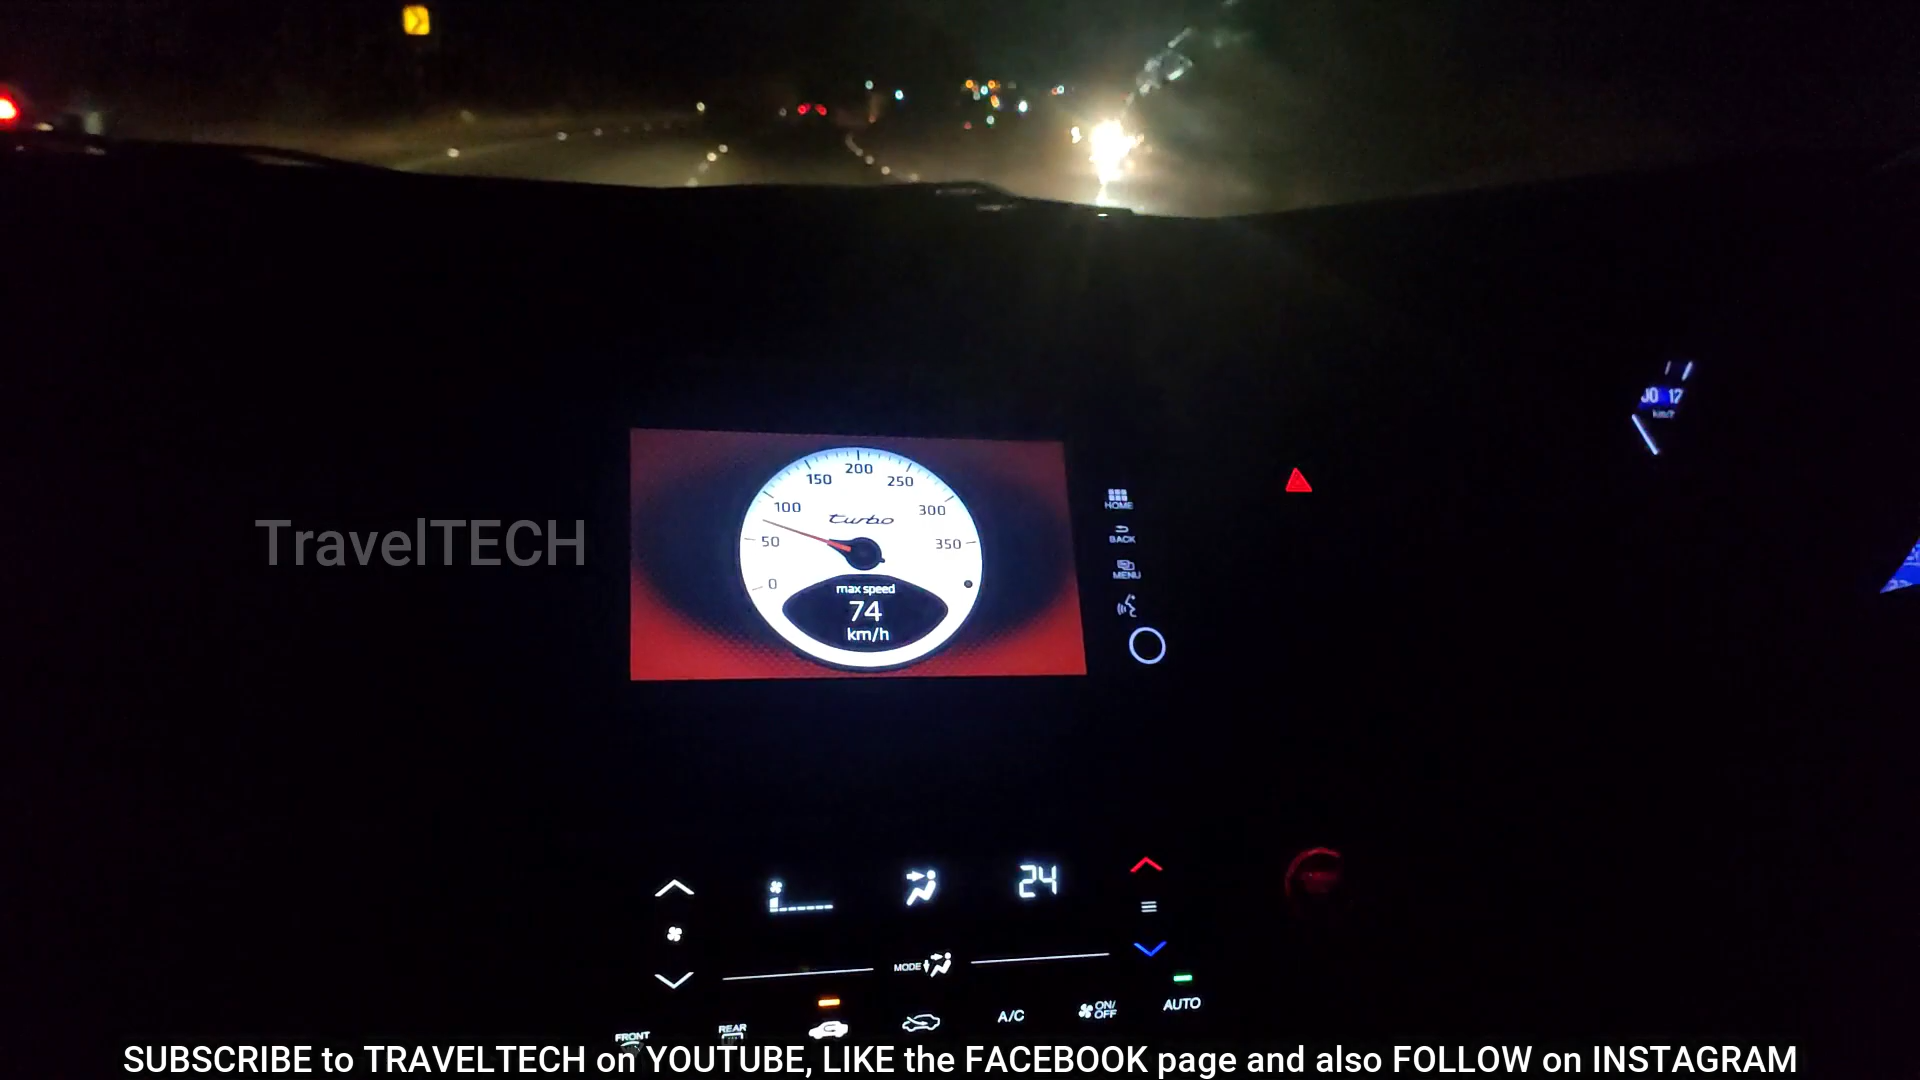 200
150
250
100
300
turbo
50
350
0
max speed
74
km/h
TravelTECH
HOME
BACK
MENU
24
MODE
ON/
OFF
A/C
AUTO
FRONT
REAR
SUBSCRIBE to TRAVELTECH on YOUTUBE, LIKE the FACEBOOK page and also FOLLOW on INSTAGRAM